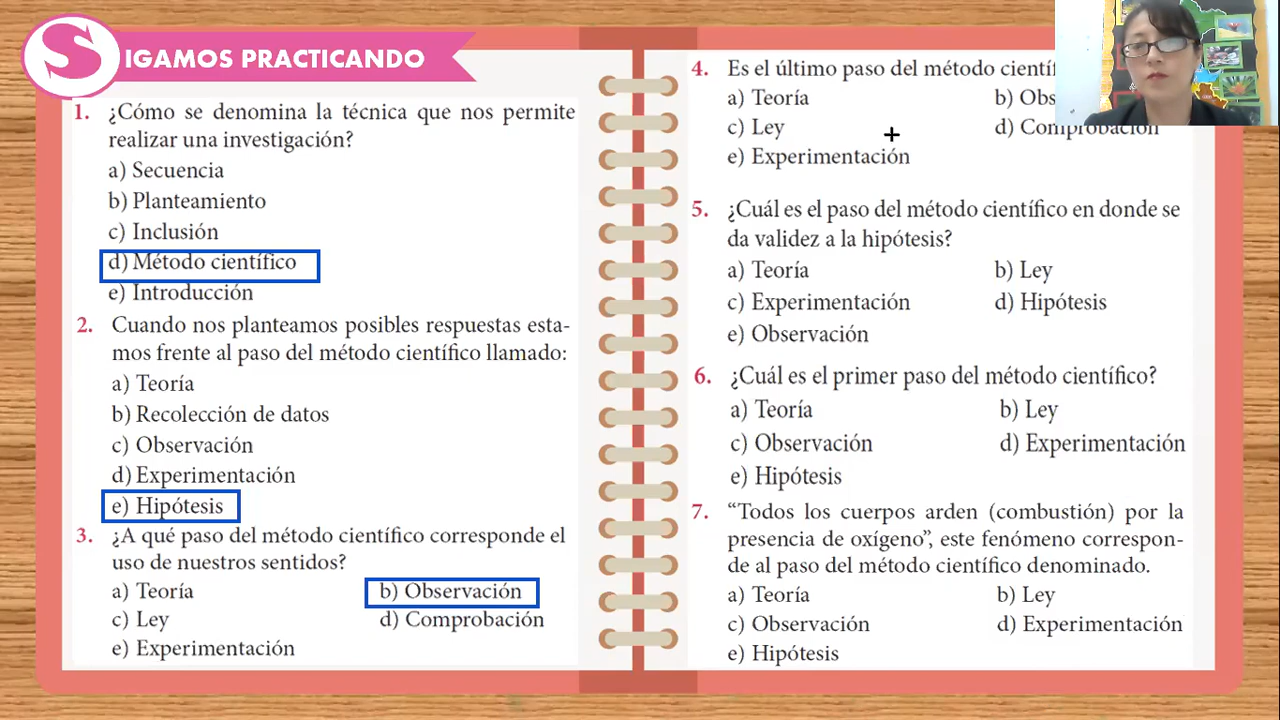 SIGAMOS PRACTICANDO
1. ¿Cómo se denomina la técnica que nos permite
realizar una investigación?
a) Secuencia
b) Planteamiento
c) Inclusión
d) Método científico
e) Introducción
2. Cuando nos planteamos posibles respuestas esta-
mos frente al paso del método científico llamado:
a) Teoría
b) Recolección de datos
c) Observación
d) Experimentación
e) Hipótesis
3. ¿A qué paso del método científico corresponde el
uso de nuestros sentidos?
a) Teoría b) Observación
c) Ley d) Comprobación
e) Experimentación
4. Es el último paso del método
a) Teoría b)
c) Ley d) Comprobación
e) Experimentación
5. ¿Cuál es el paso del método científico en donde se
da validez a la hipótesis?
a) Teoría b) Ley
c) Experimentación d) Hipótesis
e) Observación
6. ¿Cuál es el primer paso del método científico?
a) Teoría b) Ley
c) Observación d) Experimentación
e) Hipótesis
7. “Todos los cuerpos arden (combustión) por la
presencia de oxígeno”, este fenómeno correspon-
de al paso del método científico denominado.
a) Teoría b) Ley
c) Observación d) Experimentación
e) Hipótesis